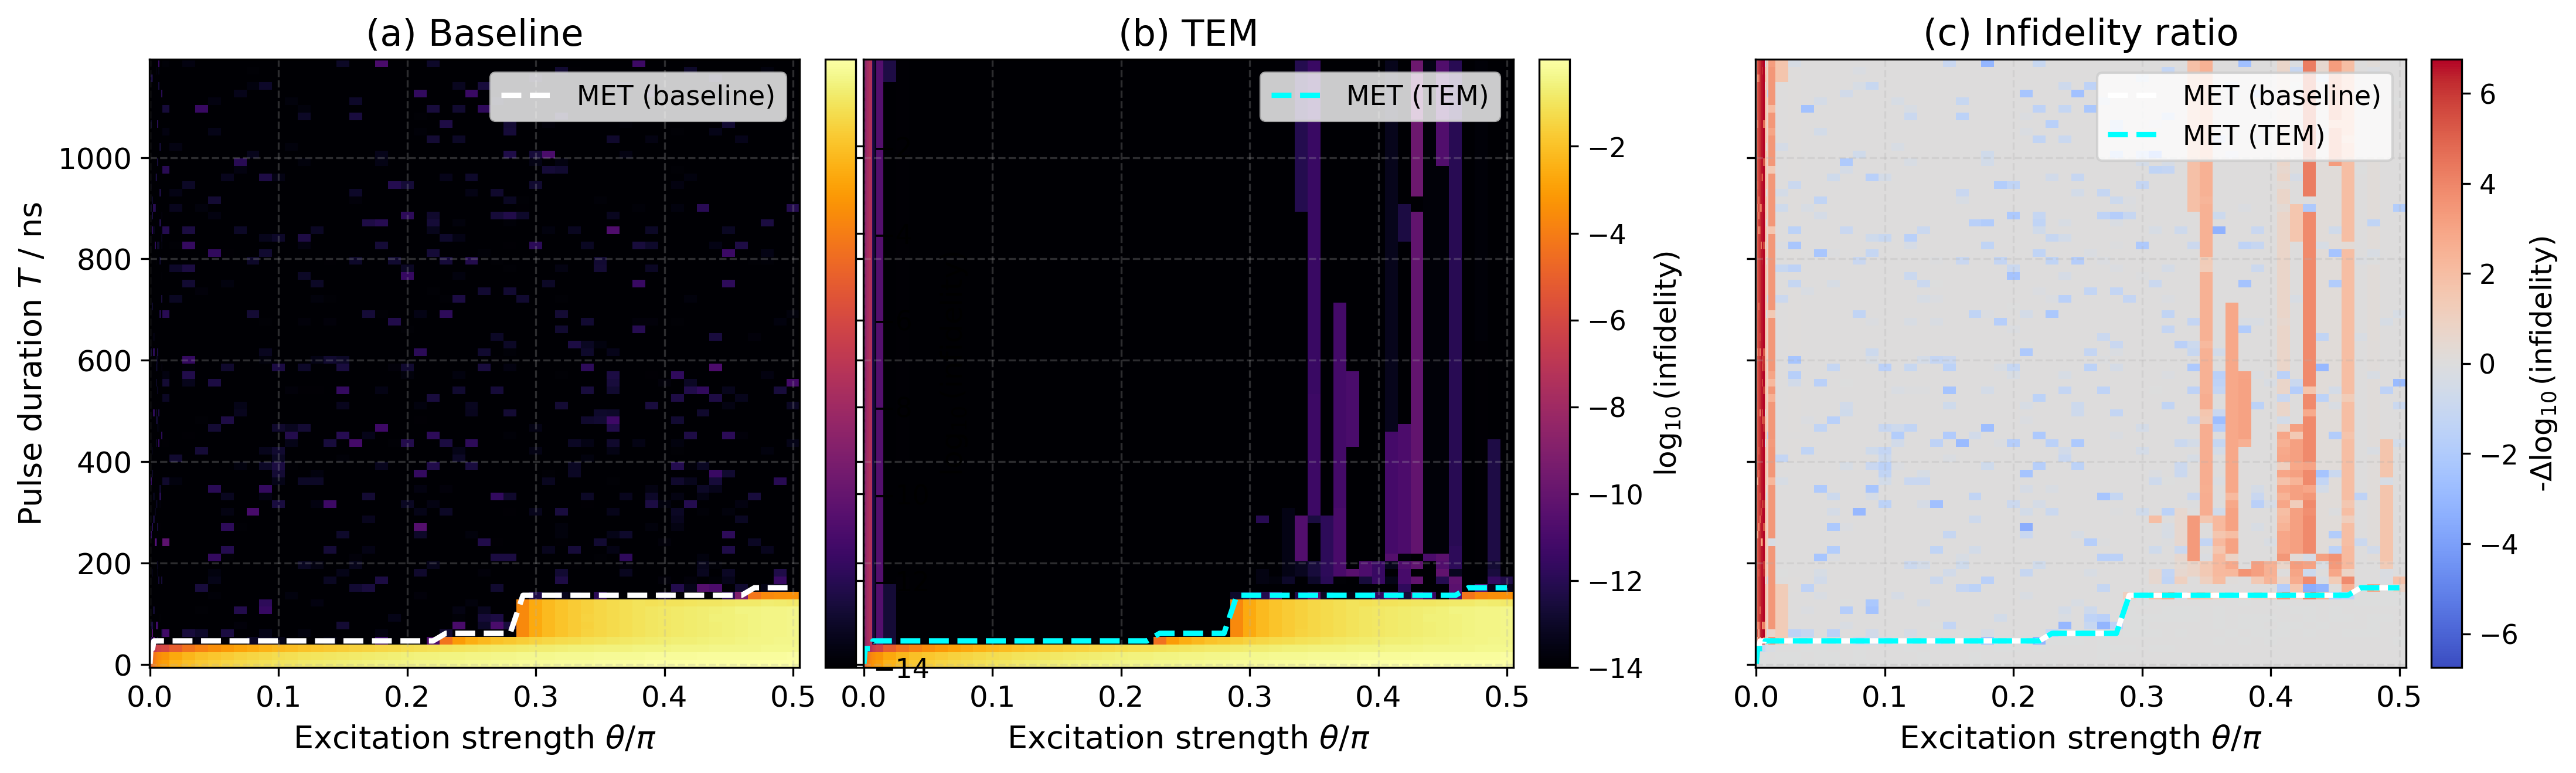 (a) Baseline
(b) TEM
(c) Infidelity ratio
MET (baseline)
MET (TEM)
MET (baseline)
MET (TEM)
Pulse duration T / ns
1000
800
600
400
200
0
0.0 0.1 0.2 0.3 0.4 0.5
Excitation strength θ/π
−14
0.0 0.1 0.2 0.3 0.4 0.5
Excitation strength θ/π
−2
−4
−6
−8
−10
−12
−14
log₁₀(infidelity)
0.0 0.1 0.2 0.3 0.4 0.5
Excitation strength θ/π
6
4
2
0
−2
−4
−6
-Δlog₁₀(infidelity)